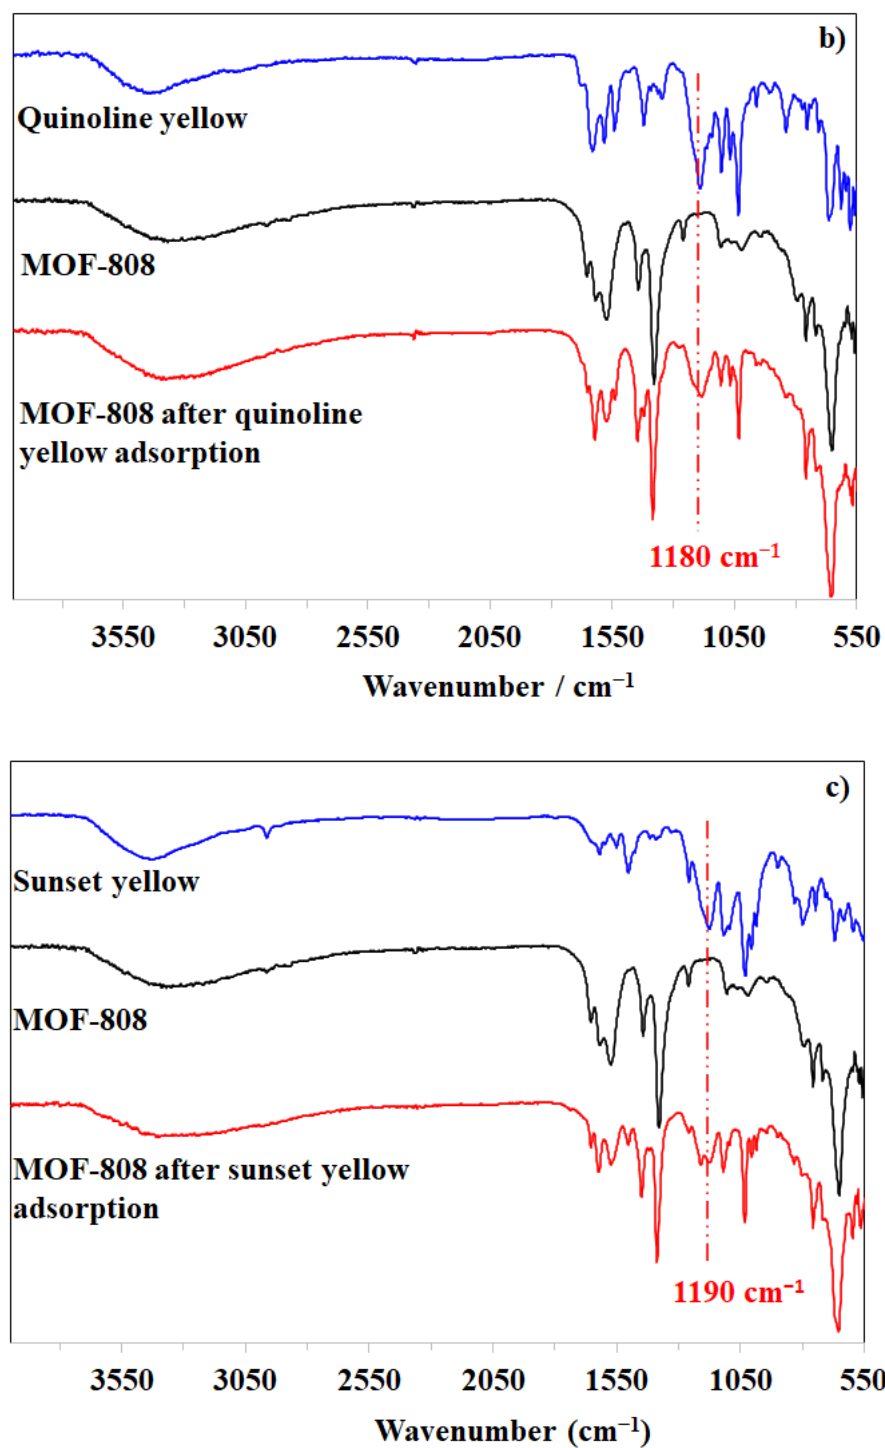 b)
Quinoline yellow
MOF-808
MOF-808 after quinoline
yellow adsorption
1180 cm⁻¹
3550 3050 2550 2050 1550 1050 550
Wavenumber / cm⁻¹
c)
Sunset yellow
MOF-808
MOF-808 after sunset yellow
adsorption
1190 cm⁻¹
3550 3050 2550 2050 1550 1050 550
Wavenumber (cm⁻¹)